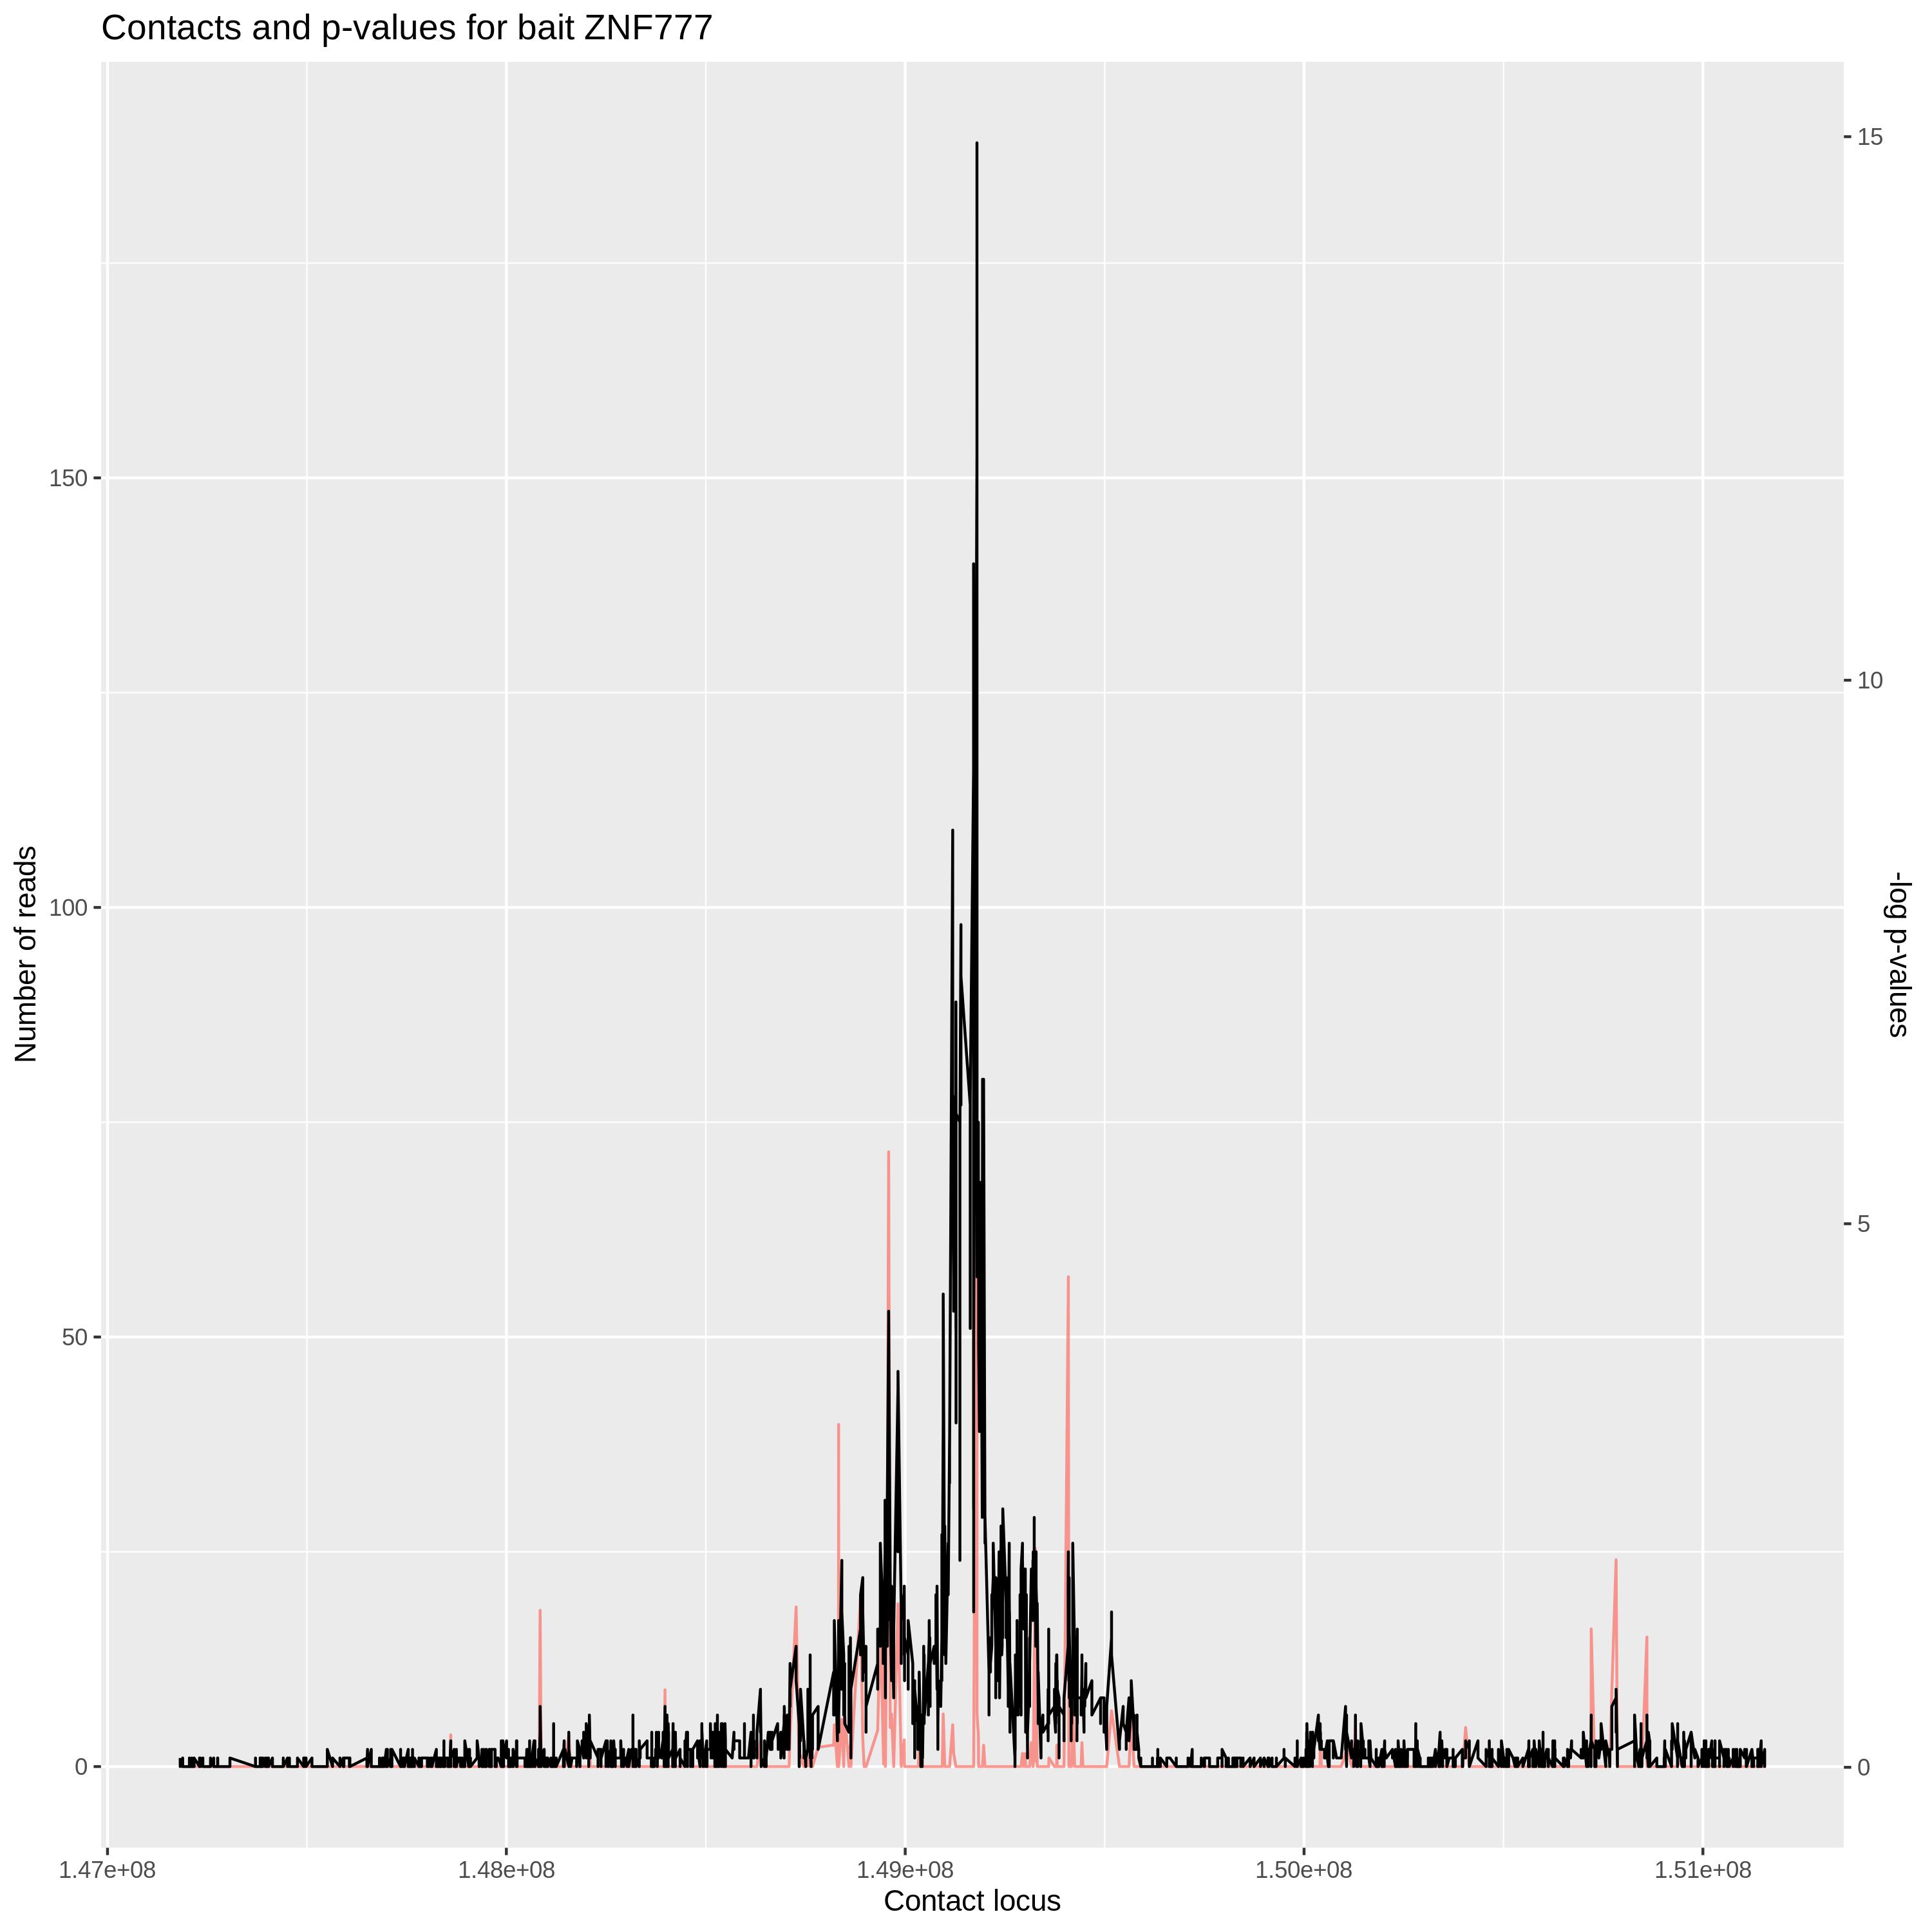 Contacts and p-values for bait ZNF777
Number of reads
150
100
50
0
15
10
5
0
-log p-values
1.47e+08
1.48e+08
1.49e+08
1.50e+08
1.51e+08
Contact locus